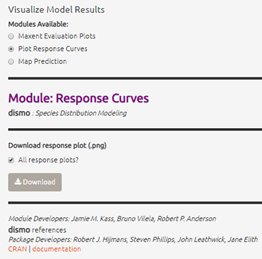 Visualize Model Results
Modules Available:
Maxent Evaluation Plots
Plot Response Curves
Map Prediction
Module: Response Curves
dismo : Species Distribution Modeling
Download response plot (.png)
All response plots?
Download
Module Developers: Jamie M. Kass, Bruno Vilela, Robert P. Anderson
dismo references
Package Developers: Robert J. Hijmans, Steven Phillips, John Leathwick, Jane Elith
CRAN | documentation